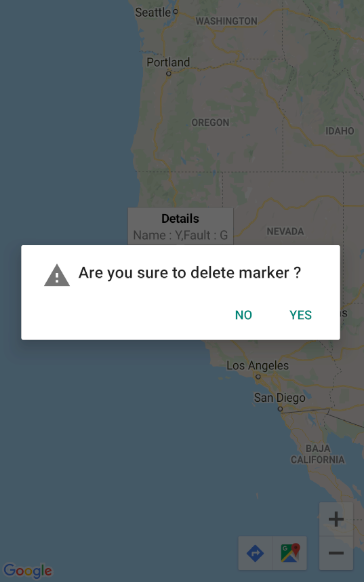 Seattle
WASHINGTON
Portland
OREGON
IDAHO
Details
Name : Y,Fault : G
NEVADA
Are you sure to delete marker ?
NO YES
Los Angeles
San Diego
BAJA
CALIFORNIA
+
−
Google